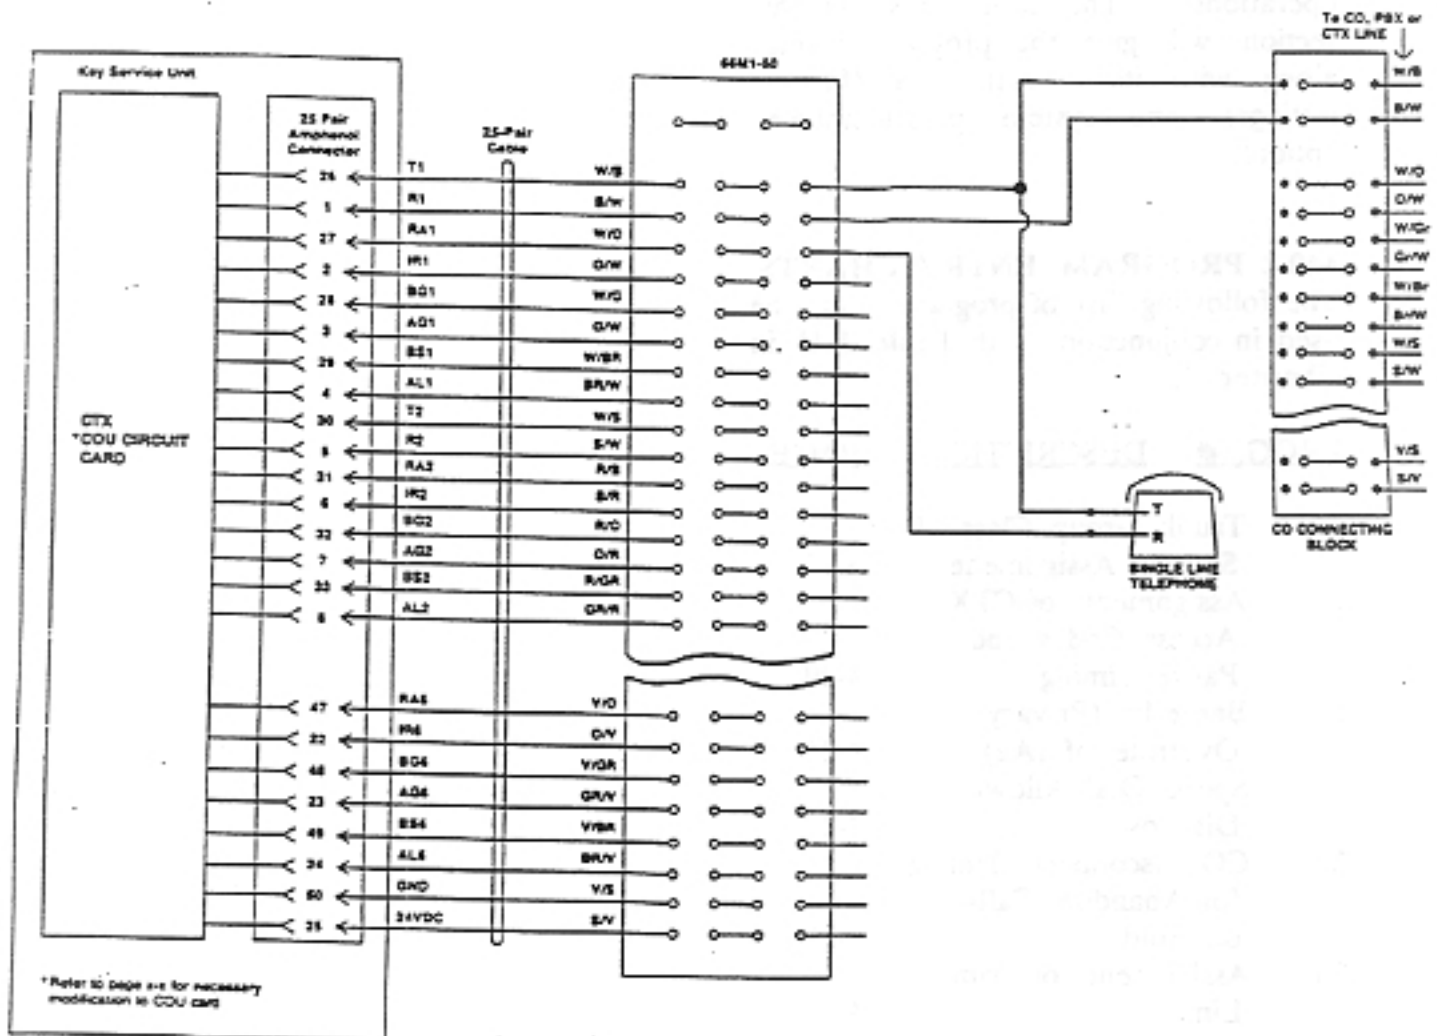 To CO, PBX or
CTX LINE
Key Service Unit
66M1-50
25 Pair
Amphenol
Connector
25-Pair
Cable
26 T1 W/B
1 R1 B/W
27 RA1 W/O
2 IR1 O/W
28 BG1
3 AG1
29 BS1 W/BR
4 AL1 BR/W
30 T2 W/S
5 R2 S/W
31 RA2 R/B
6 IR2 B/R
32 BG2 R/O
7 AG2 O/R
33 BS2 R/GR
8 AL2 GR/R
47 RA6 V/O
22 IR6 O/V
48 BG6 V/GR
23 AG6 GR/V
49 BS6 V/BR
24 AL6 BR/V
50 GND V/S
25 24VDC S/V
CTX
*COU CIRCUIT
CARD
*Refer to page x-x for necessary
modification to COU card
W/B
B/W
W/O
O/W
W/Gr
Gr/W
W/Br
Br/W
W/S
S/W
V/S
S/V
CO CONNECTING
BLOCK
T
R
SINGLE LINE
TELEPHONE